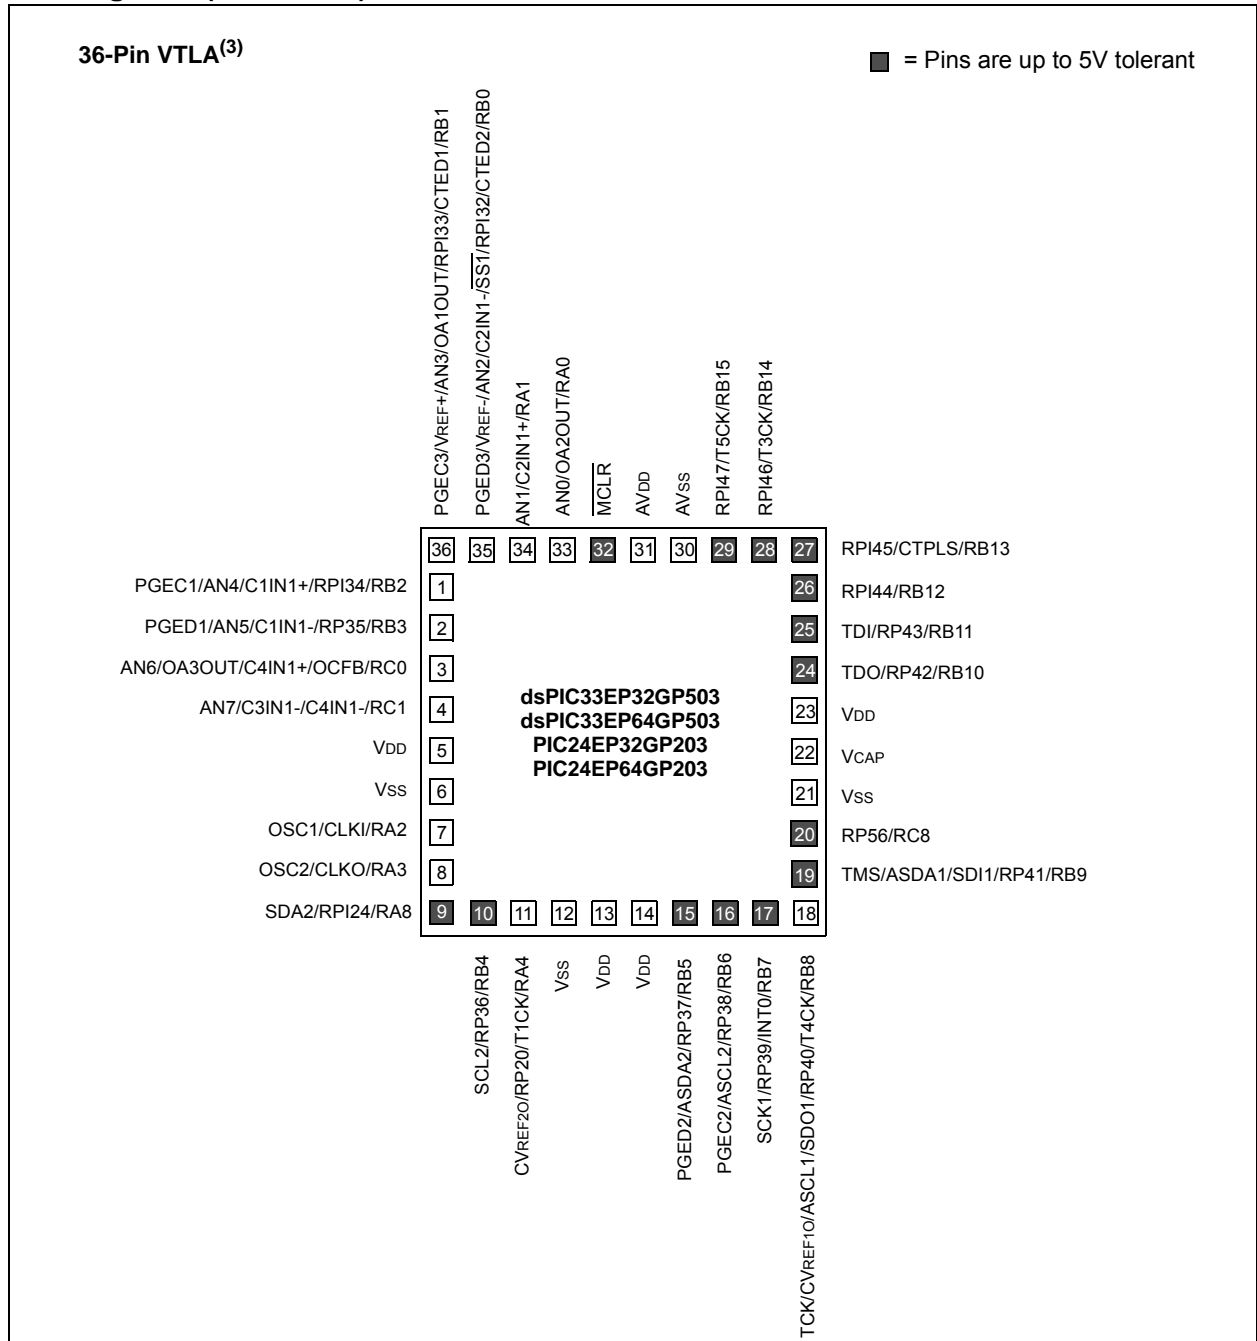 36-Pin VTLA(3)
= Pins are up to 5V tolerant
PGEC3/VREF+/AN3/OA1OUT/RPI33/CTED1/RB1
PGED3/VREF-/AN2/C2IN1-/SS1/RPI32/CTED2/RB0
AN1/C2IN1+/RA1
AN0/OA2OUT/RA0
MCLR
AVDD
AVSS
RPI47/T5CK/RB15
RPI46/T3CK/RB14
36 35 34 33 32 31 30 29 28 27 RPI45/CTPLS/RB13
PGEC1/AN4/C1IN1+/RPI34/RB2 1
26 RPI44/RB12
PGED1/AN5/C1IN1-/RP35/RB3 2
25 TDI/RP43/RB11
AN6/OA3OUT/C4IN1+/OCFB/RC0 3
24 TDO/RP42/RB10
AN7/C3IN1-/C4IN1-/RC1 4
23 VDD
VDD 5
22 VCAP
VSS 6
21 VSS
OSC1/CLKI/RA2 7
20 RP56/RC8
OSC2/CLKO/RA3 8
19 TMS/ASDA1/SDI1/RP41/RB9
dsPIC33EP32GP503
dsPIC33EP64GP503
PIC24EP32GP203
PIC24EP64GP203
SDA2/RPI24/RA8 9 10 11 12 13 14 15 16 17 18
SCL2/RP36/RB4
CVREF2O/RP20/T1CK/RA4
VSS
VDD
VDD
PGED2/ASDA2/RP37/RB5
PGEC2/ASCL2/RP38/RB6
SCK1/RP39/INT0/RB7
TCK/CVREF1O/ASCL1/SDO1/RP40/T4CK/RB8